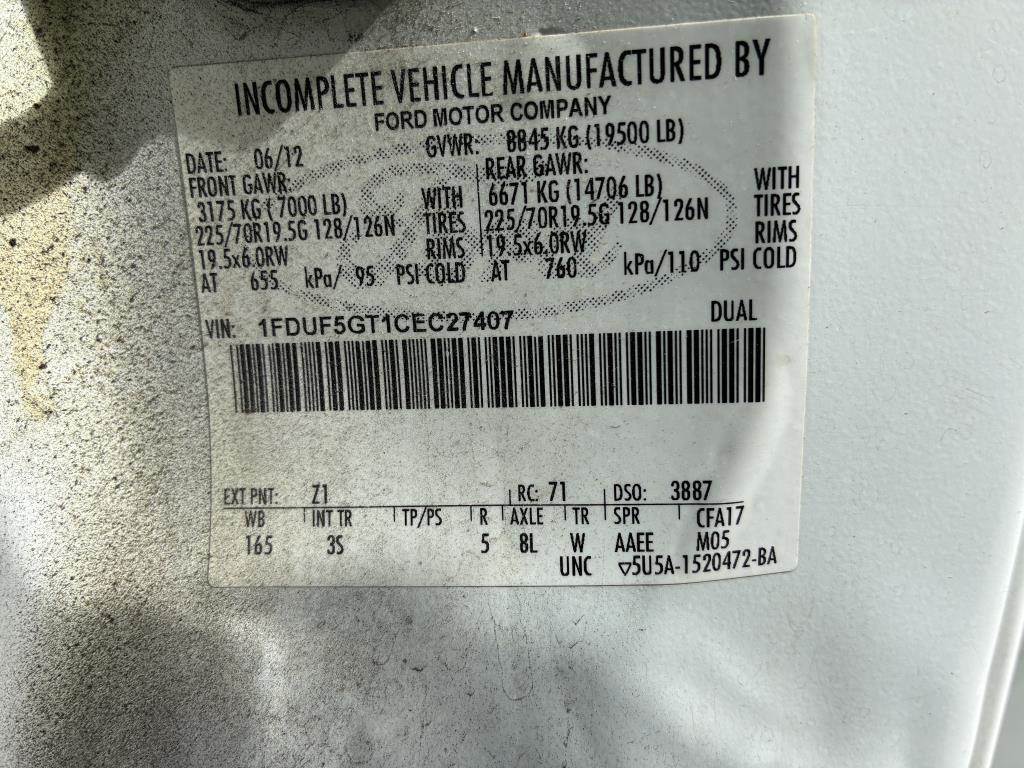 INCOMPLETE VEHICLE MANUFACTURED BY
FORD MOTOR COMPANY
DATE: 06/12 GVWR: 8845 KG (19500 LB)
FRONT GAWR: REAR GAWR:
3175 KG (7000 LB) WITH 6671 KG (14706 LB) WITH
225/70R19.5G 128/126N TIRES 225/70R19.5G 128/126N TIRES
19.5x6.0RW RIMS 19.5x6.0RW RIMS
AT 655 kPa/ 95 PSI COLD AT 760 kPa/110 PSI COLD
VIN: 1FDUF5GT1CEC27407 DUAL
EXT PNT: Z1 RC: 71 DSO: 3887
WB INT TR TP/PS R AXLE TR SPR CFA17
165 3S 5 8L W AAEE M05
UNC ▽5U5A-1520472-BA